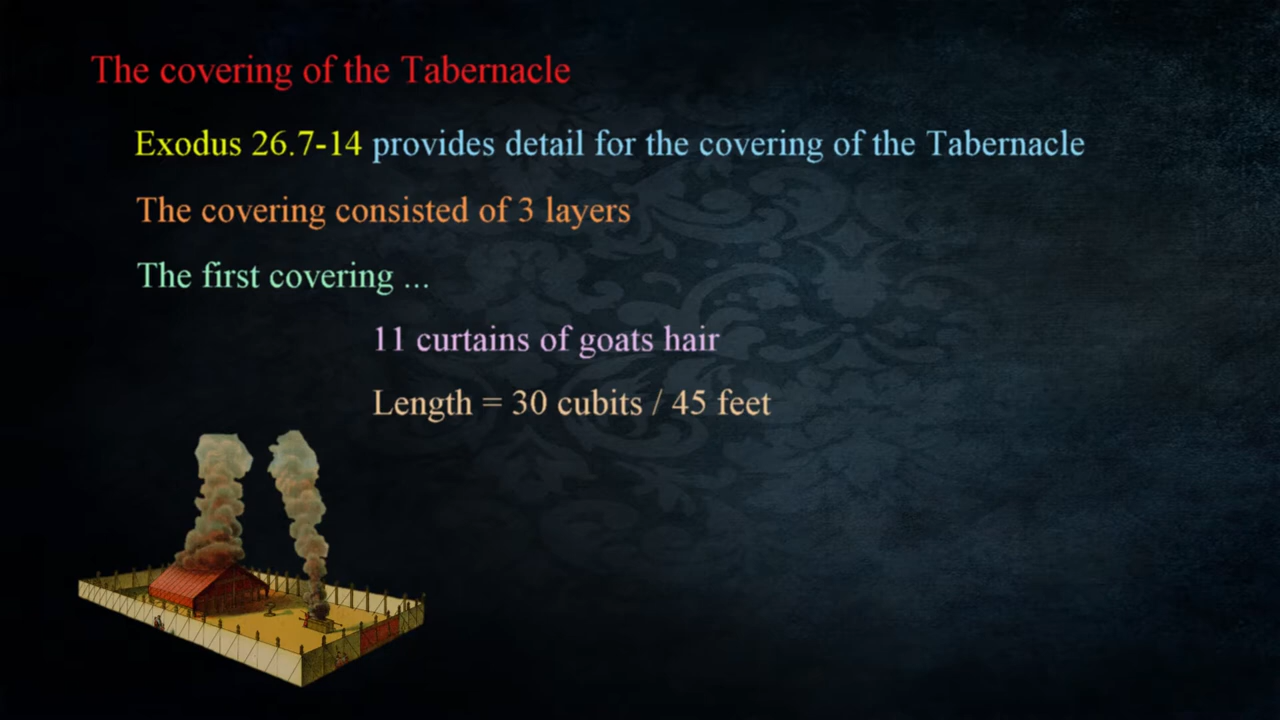 The covering of the Tabernacle
Exodus 26.7-14 provides detail for the covering of the Tabernacle
The covering consisted of 3 layers
The first covering ...
11 curtains of goats hair
Length = 30 cubits / 45 feet